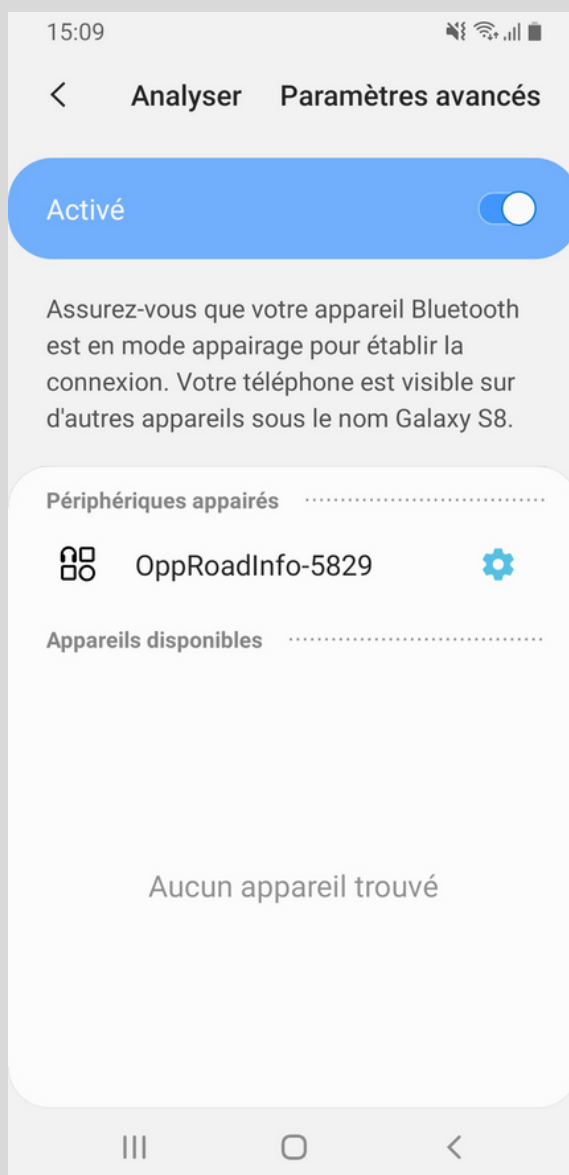 15:09
Analyser Paramètres avancés
Activé
Assurez-vous que votre appareil Bluetooth
est en mode appairage pour établir la
connexion. Votre téléphone est visible sur
d'autres appareils sous le nom Galaxy S8.
Périphériques appairés
OppRoadInfo-5829
Appareils disponibles
Aucun appareil trouvé